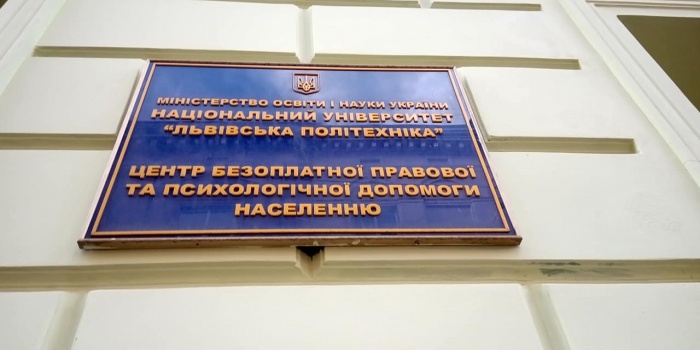 МІНІСТЕРСТВО ОСВІТИ І НАУКИ УКРАЇНИ
НАЦІОНАЛЬНИЙ УНІВЕРСИТЕТ
“ЛЬВІВСЬКА ПОЛІТЕХНІКА”
ЦЕНТР БЕЗОПЛАТНОЇ ПРАВОВОЇ
ТА ПСИХОЛОГІЧНОЇ ДОПОМОГИ
НАСЕЛЕННЮ